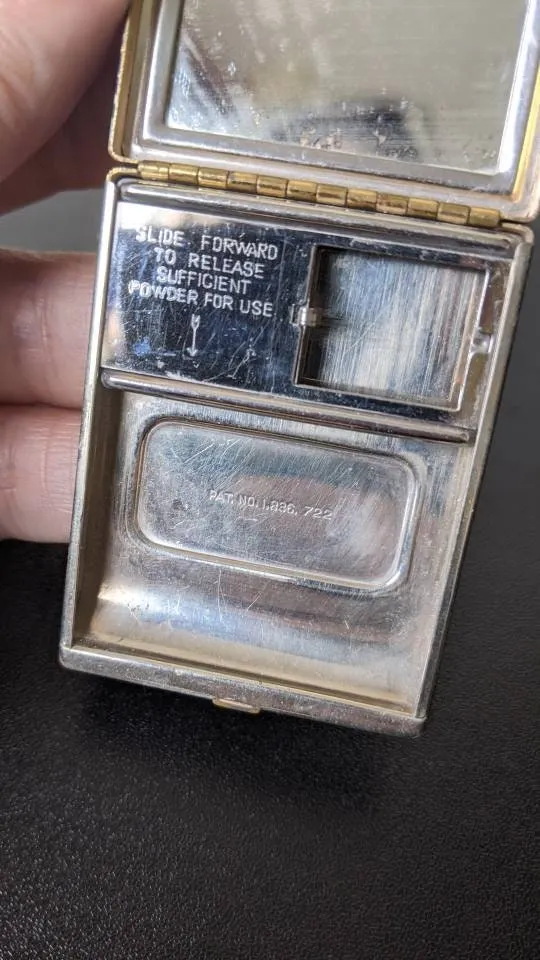 SLIDE FORWARD
TO RELEASE
SUFFICIENT
POWDER FOR USE
PAT. NO. 1,836, 722